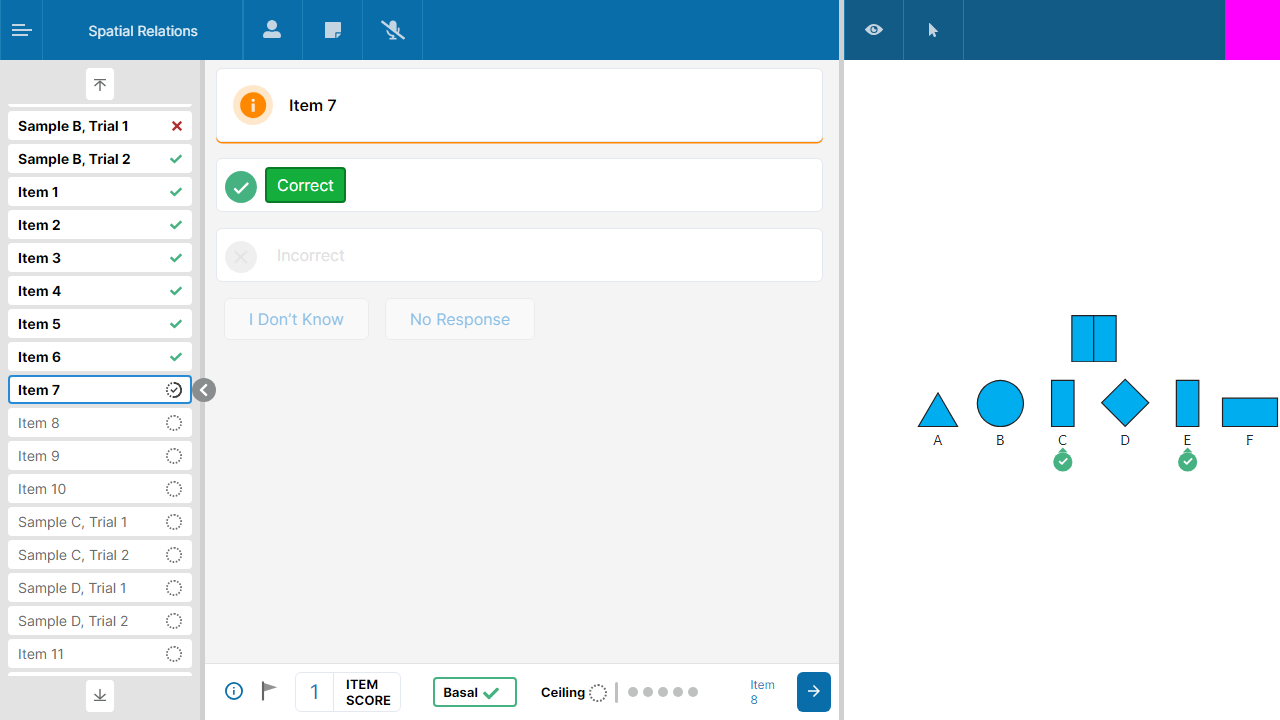 Spatial Relations
Sample B, Trial 1
Sample B, Trial 2
Item 1
Item 2
Item 3
Item 4
Item 5
Item 6
Item 7
Item 8
Item 9
Item 10
Sample C, Trial 1
Sample C, Trial 2
Sample D, Trial 1
Sample D, Trial 2
Item 11
Item 7
Correct
Incorrect
I Don't Know
No Response
1
ITEM
SCORE
Basal
Ceiling
Item
8
A B C D E F